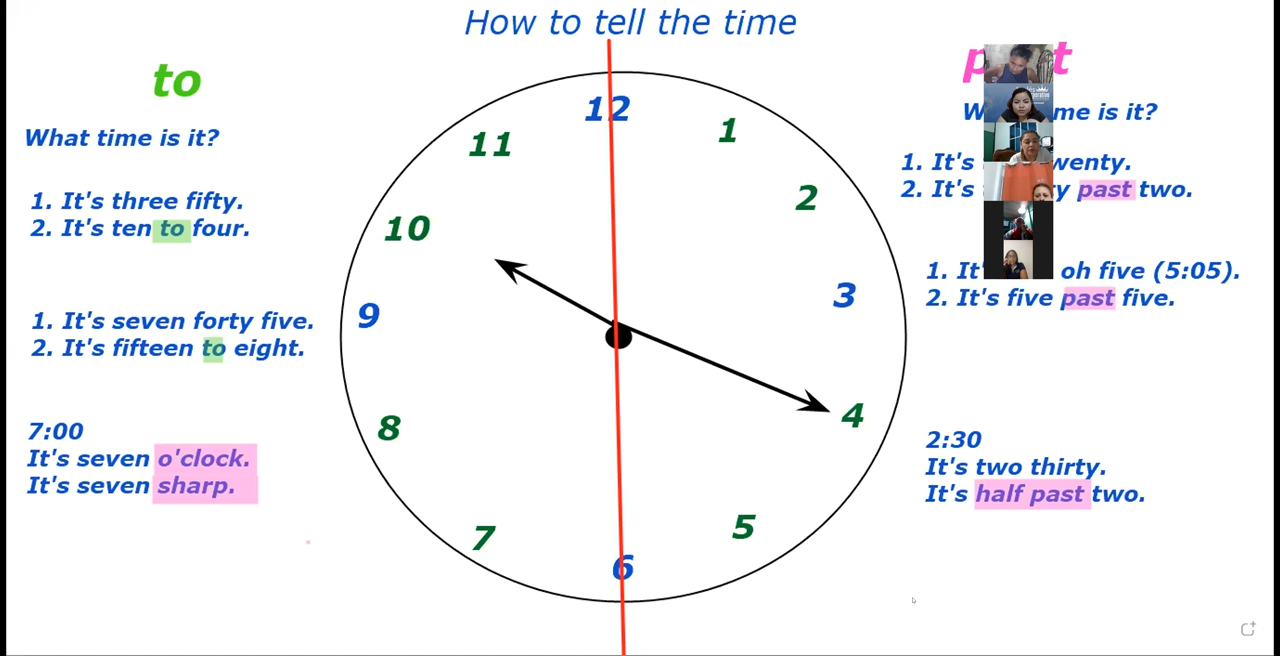 How to tell the time
to
What time is it?
1. It's three fifty.
2. It's ten to four.
1. It's seven forty five.
2. It's fifteen to eight.
7:00
It's seven o'clock.
It's seven sharp.
12
11
1
10
2
9
3
8
4
7
5
6
is it?
1. It's
2. It's past two.
1. oh five (5:05).
2. It's five past five.
2:30
It's two thirty.
It's half past two.